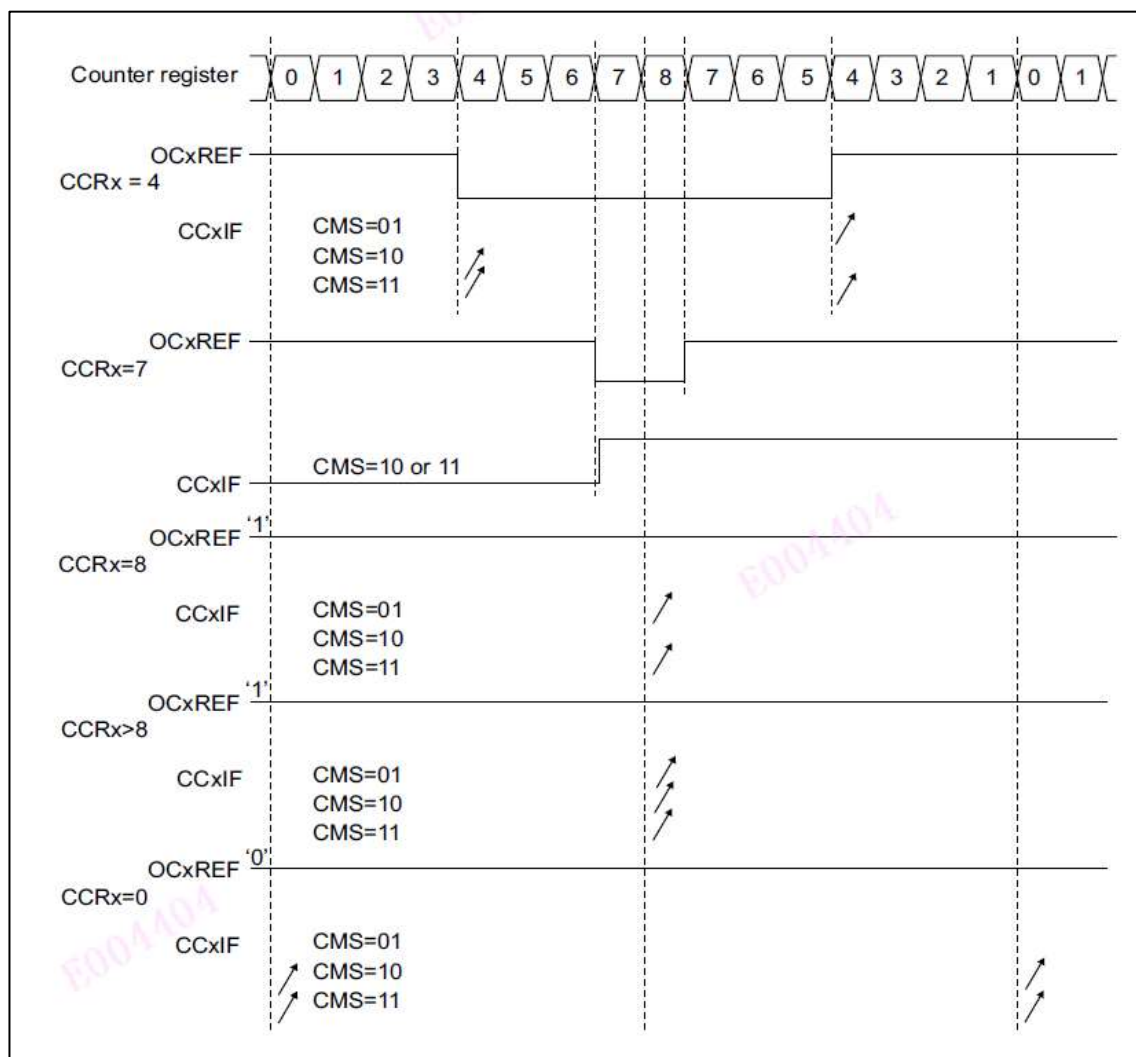 E004404
Counter register 0 1 2 3 4 5 6 7 8 7 6 5 4 3 2 1 0 1
OCxREF
CCRx = 4
CCxIF CMS=01
CMS=10
CMS=11
OCxREF
CCRx=7
CMS=10 or 11
CCxIF
OCxREF '1'
CCRx=8
E004404
CCxIF CMS=01
CMS=10
CMS=11
OCxREF '1'
CCRx>8
CCxIF CMS=01
CMS=10
CMS=11
OCxREF '0'
CCRx=0
E004404
CCxIF CMS=01
CMS=10
CMS=11